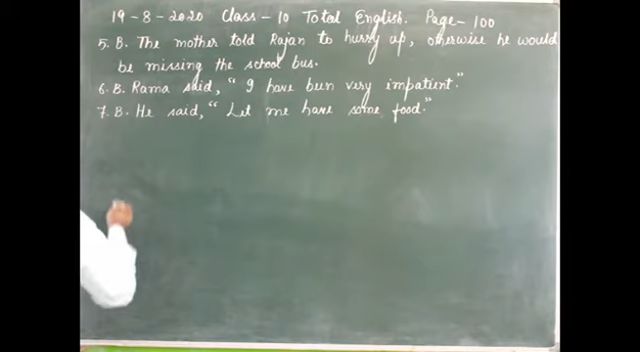 19-8-2020 Class-10 Total English. Page-100
5. B. The mother told Rajan to hurry up, otherwise he would
be missing the school bus.
6. B. Rama said, "I have been very impatient."
7. B. He said, "Let me have some food."